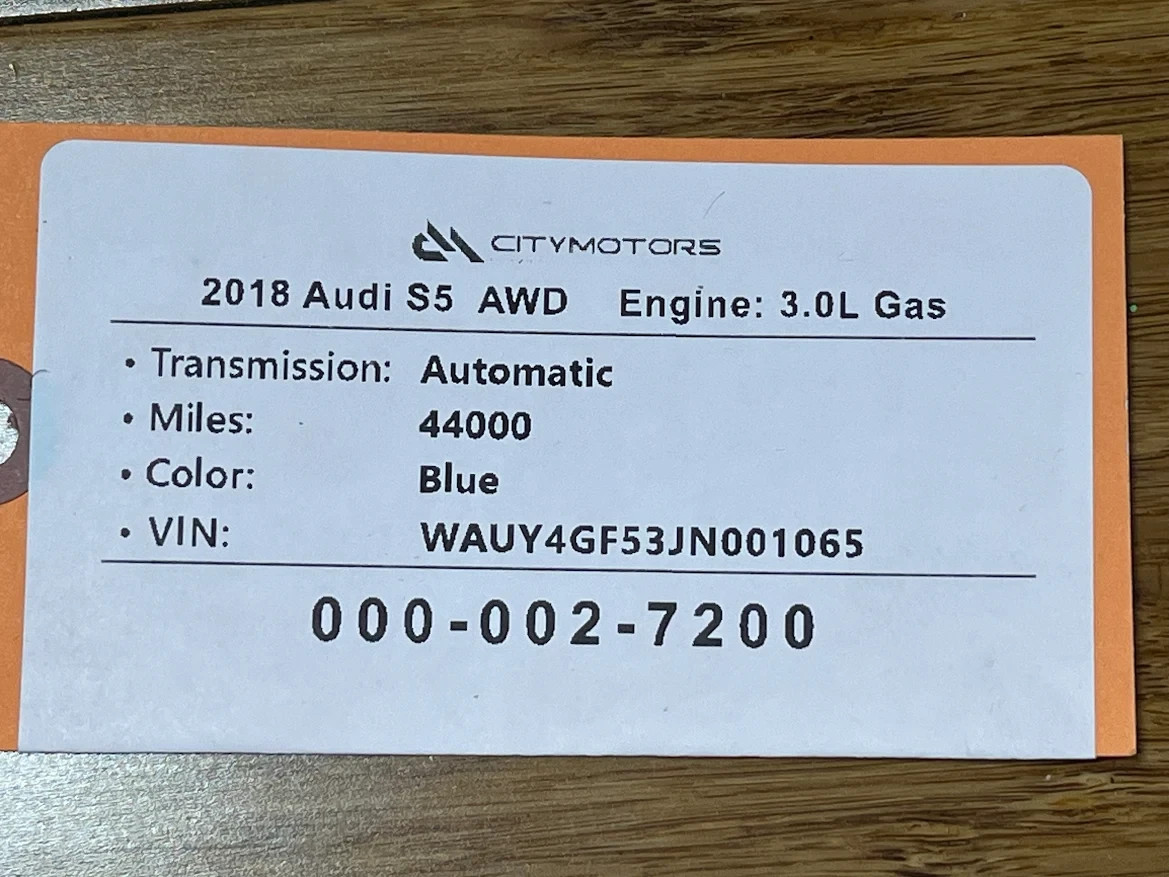 CITYMOTORS
2018 Audi S5 AWD Engine: 3.0L Gas
• Transmission: Automatic
• Miles: 44000
• Color: Blue
• VIN: WAUY4GF53JN001065
000-002-7200